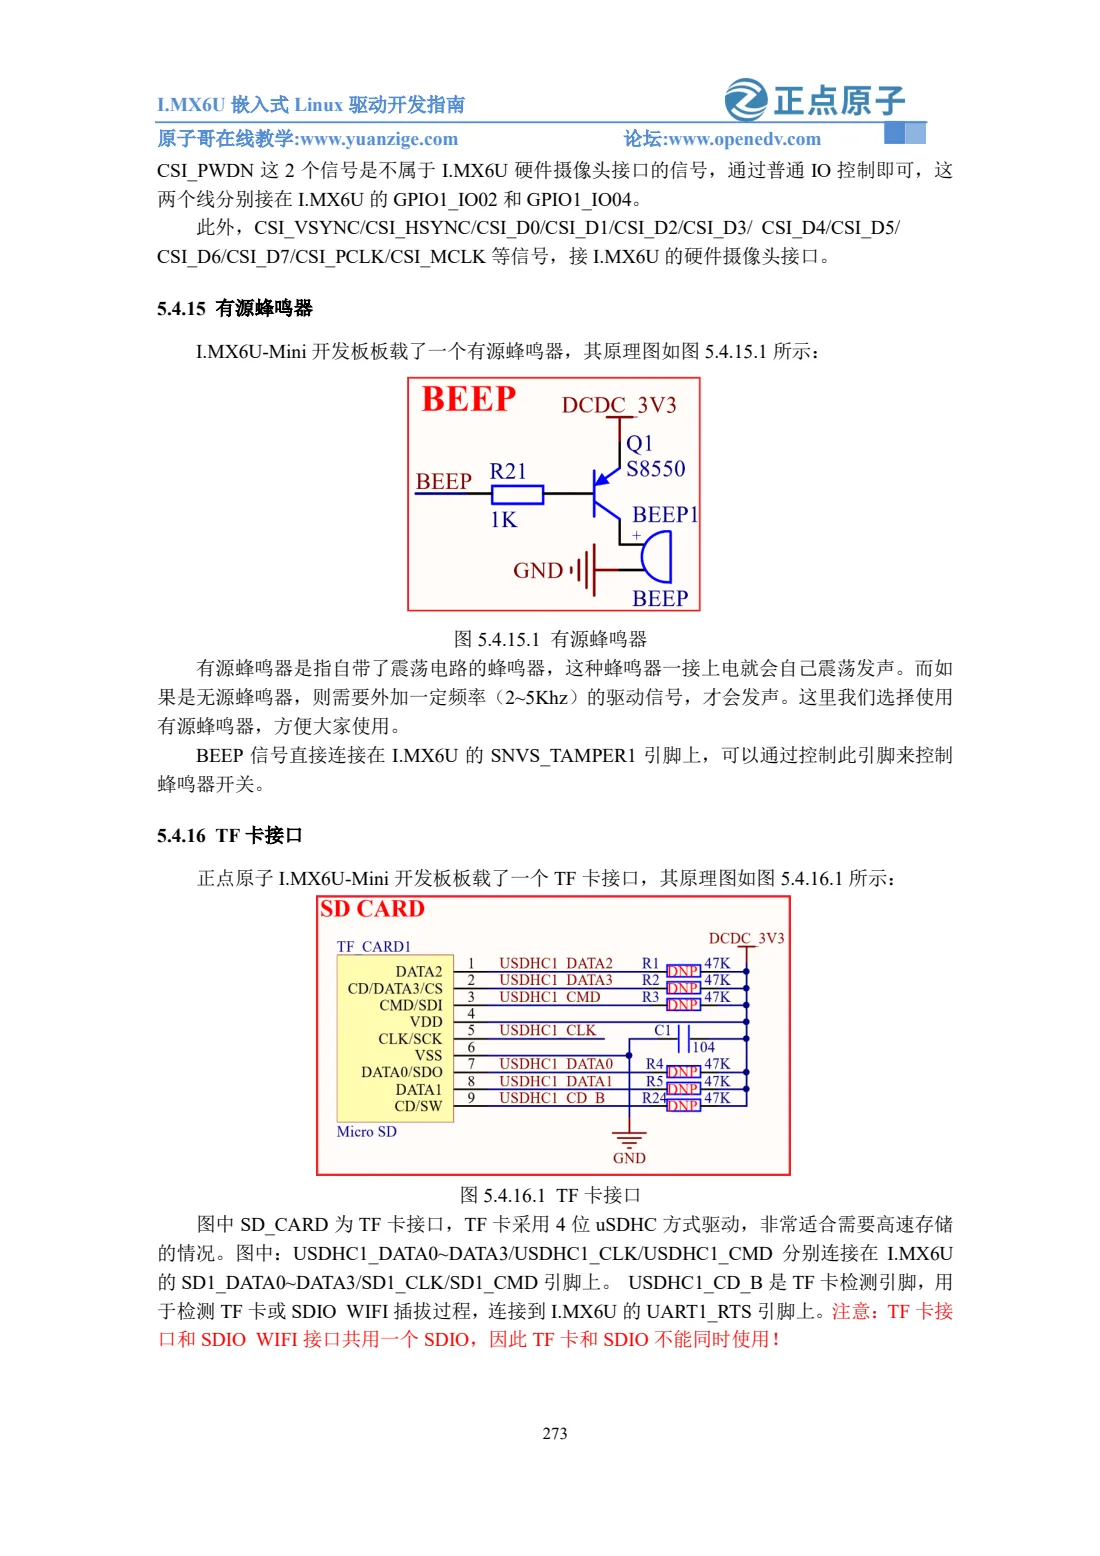 I.MX6U 嵌入式 Linux 驱动开发指南
正点原子
原子哥在线教学:www.yuanzige.com 论坛:www.openedv.com
CSI_PWDN 这 2 个信号是不属于 I.MX6U 硬件摄像头接口的信号，通过普通 IO 控制即可，这
两个线分别接在 I.MX6U 的 GPIO1_IO02 和 GPIO1_IO04。
此外，CSI_VSYNC/CSI_HSYNC/CSI_D0/CSI_D1/CSI_D2/CSI_D3/ CSI_D4/CSI_D5/
CSI_D6/CSI_D7/CSI_PCLK/CSI_MCLK 等信号，接 I.MX6U 的硬件摄像头接口。
5.4.15 有源蜂鸣器
I.MX6U-Mini 开发板板载了一个有源蜂鸣器，其原理图如图 5.4.15.1 所示：
BEEP
DCDC_3V3
Q1
S8550
BEEP
R21
1K
BEEP1
+
GND
BEEP
图 5.4.15.1 有源蜂鸣器
有源蜂鸣器是指自带了震荡电路的蜂鸣器，这种蜂鸣器一接上电就会自己震荡发声。而如
果是无源蜂鸣器，则需要外加一定频率（2~5Khz）的驱动信号，才会发声。这里我们选择使用
有源蜂鸣器，方便大家使用。
BEEP 信号直接连接在 I.MX6U 的 SNVS_TAMPER1 引脚上，可以通过控制此引脚来控制
蜂鸣器开关。
5.4.16 TF 卡接口
正点原子 I.MX6U-Mini 开发板板载了一个 TF 卡接口，其原理图如图 5.4.16.1 所示：
SD CARD
DCDC_3V3
TF_CARD1
DATA2 1 USDHC1_DATA2 R1 DNP 47K
CD/DATA3/CS 2 USDHC1_DATA3 R2 DNP 47K
CMD/SDI 3 USDHC1_CMD R3 DNP 47K
VDD 4
CLK/SCK 5 USDHC1_CLK C1 104
VSS 6
DATA0/SDO 7 USDHC1_DATA0 R4 DNP 47K
DATA1 8 USDHC1_DATA1 R5 DNP 47K
CD/SW 9 USDHC1_CD_B R24 DNP 47K
Micro SD
GND
图 5.4.16.1 TF 卡接口
图中 SD_CARD 为 TF 卡接口，TF 卡采用 4 位 uSDHC 方式驱动，非常适合需要高速存储
的情况。图中：USDHC1_DATA0~DATA3/USDHC1_CLK/USDHC1_CMD 分别连接在 I.MX6U
的 SD1_DATA0~DATA3/SD1_CLK/SD1_CMD 引脚上。 USDHC1_CD_B 是 TF 卡检测引脚，用
于检测 TF 卡或 SDIO WIFI 插拔过程，连接到 I.MX6U 的 UART1_RTS 引脚上。注意：TF 卡接
口和 SDIO WIFI 接口共用一个 SDIO，因此 TF 卡和 SDIO 不能同时使用！
273